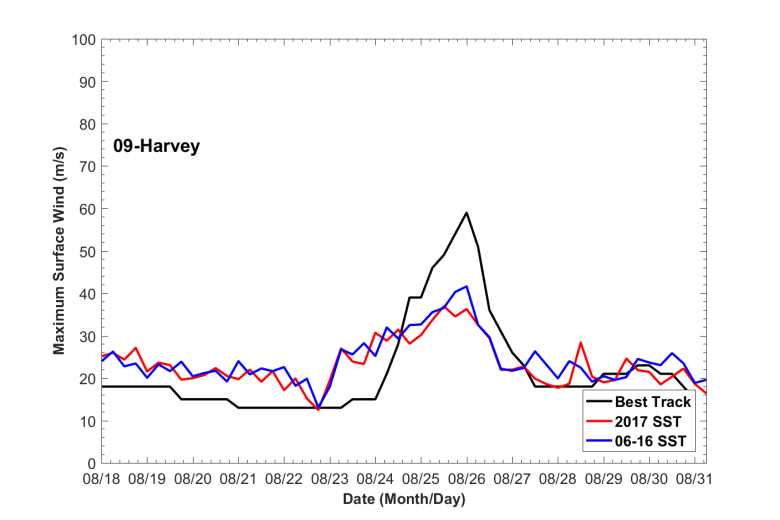 100
90
80
70
60
50
40
30
20
10
0
Maximum Surface Wind (m/s)
09-Harvey
Best Track
2017 SST
06-16 SST
08/18 08/19 08/20 08/21 08/22 08/23 08/24 08/25 08/26 08/27 08/28 08/29 08/30 08/31
Date (Month/Day)